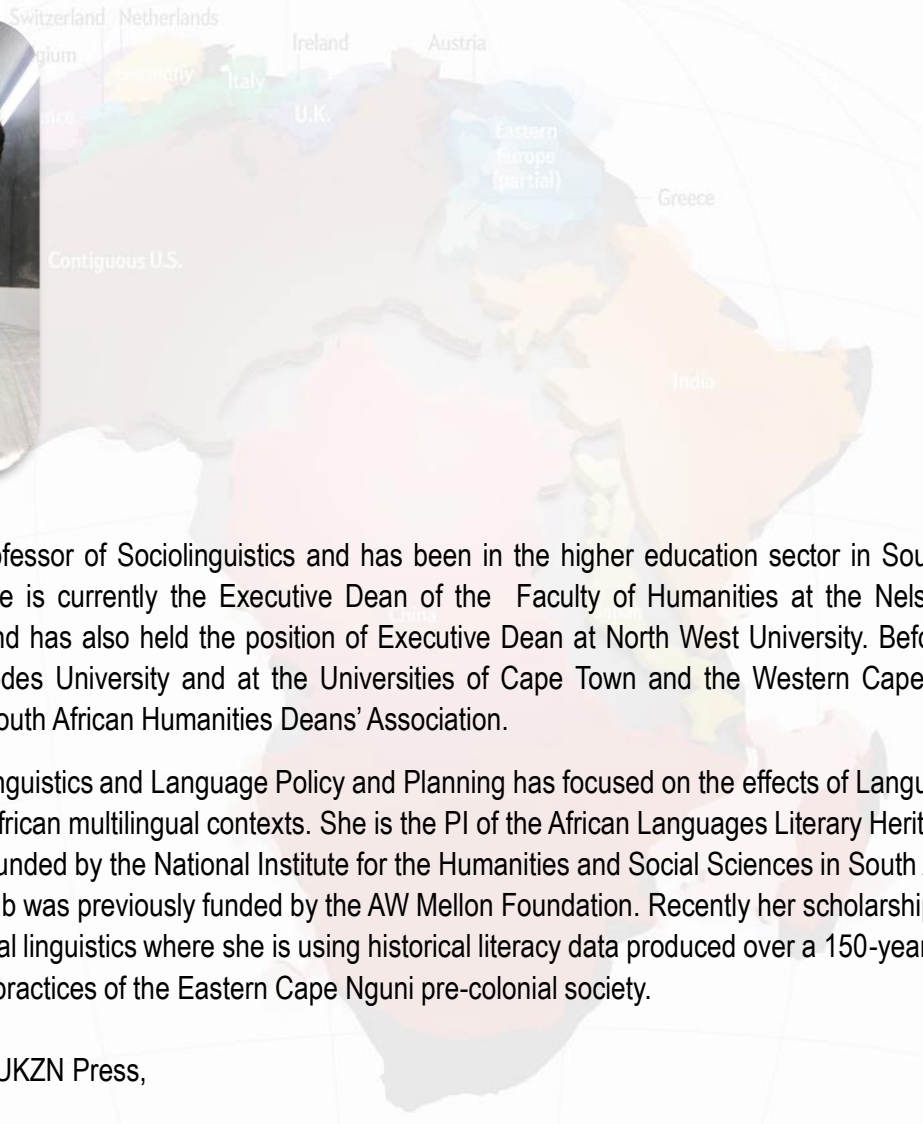 Switzerland Netherlands
gium
Ireland
Austria
Germany
Italy
nce
U.K.
Eastern
Europe
(partial)
Greece
Contiguous U.S.
India
ofessor of Sociolinguistics and has been in the higher education sector in Sou
e is currently the Executive Dean of the Faculty of Humanities at the Nels
China
nd has also held the position of Executive Dean at North West University. Befo
des University and at the Universities of Cape Town and the Western Cape
outh African Humanities Deans’ Association.
nguistics and Language Policy and Planning has focused on the effects of Langu
frican multilingual contexts. She is the PI of the African Languages Literary Herit
unded by the National Institute for the Humanities and Social Sciences in South
b was previously funded by the AW Mellon Foundation. Recently her scholarship
al linguistics where she is using historical literacy data produced over a 150-year
practices of the Eastern Cape Nguni pre-colonial society.
UKZN Press,